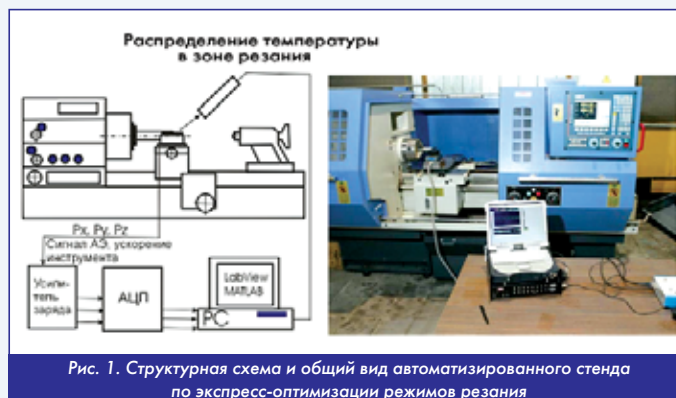 Распределение температуры
в зоне резания
Px, Py, Pz
Сигнал АЭ, ускорение
инструмента
Усили-
тель
заряда
АЦП
LabView
MATLAB
PC
Рис. 1. Структурная схема и общий вид автоматизированного стенда
по экспресс-оптимизации режимов резания